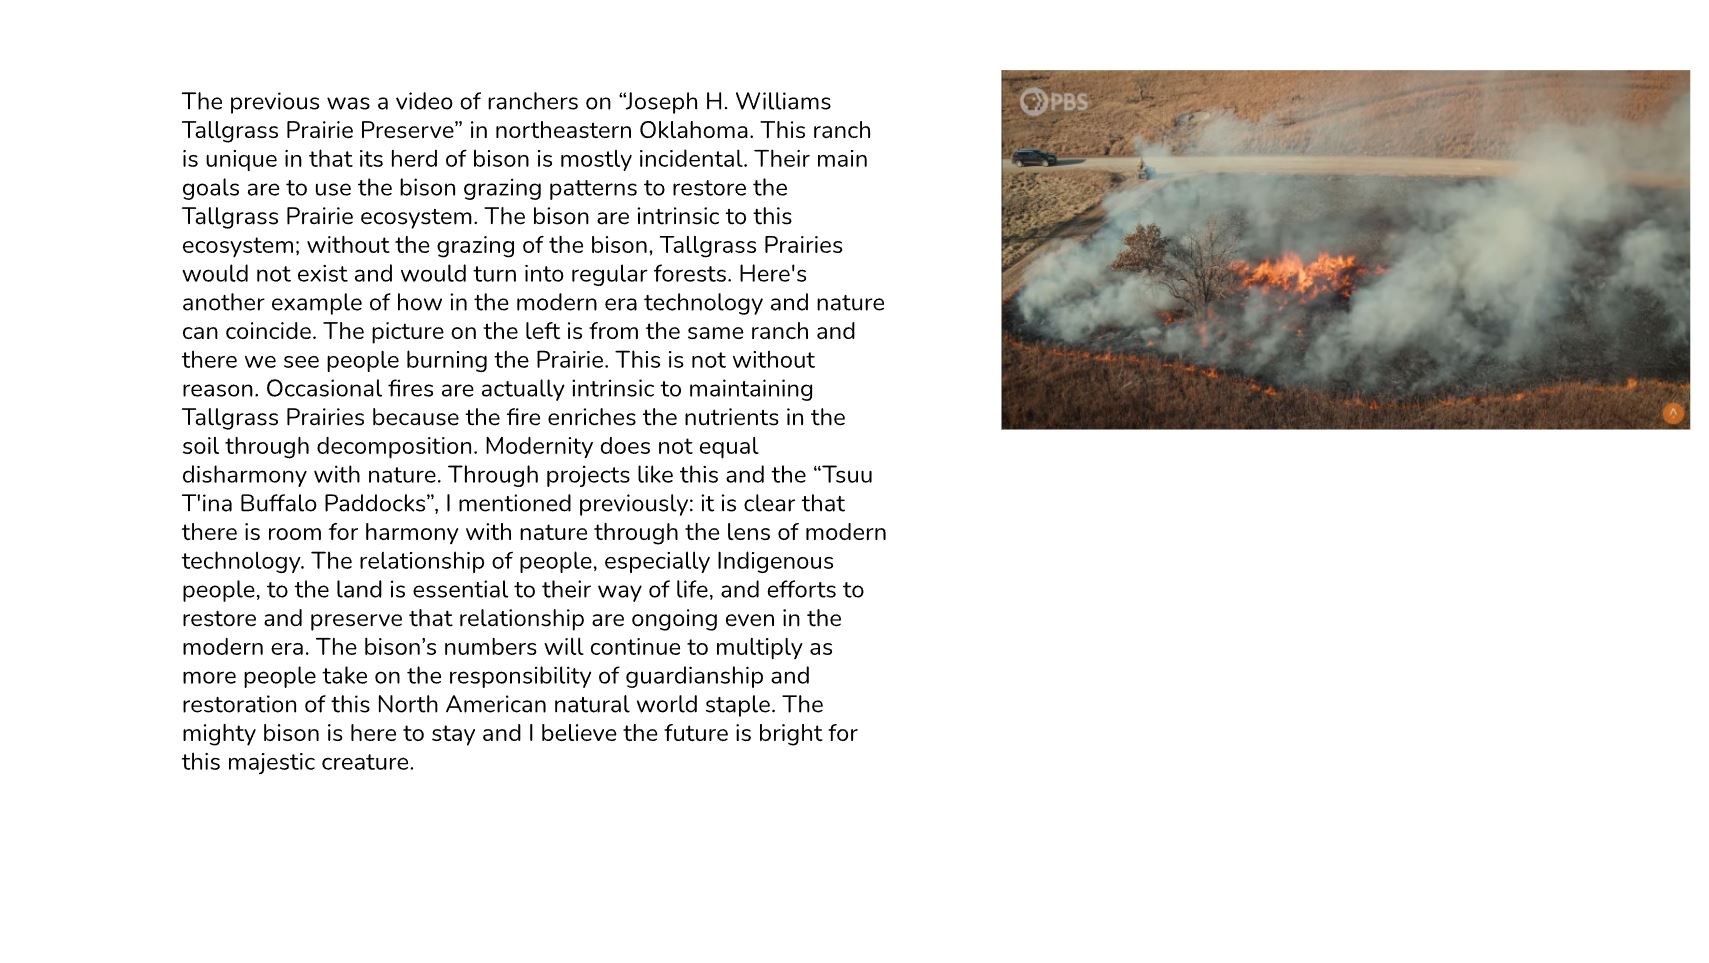 The previous was a video of ranchers on “Joseph H. Williams
Tallgrass Prairie Preserve” in northeastern Oklahoma. This ranch
is unique in that its herd of bison is mostly incidental. Their main
goals are to use the bison grazing patterns to restore the
Tallgrass Prairie ecosystem. The bison are intrinsic to this
ecosystem; without the grazing of the bison, Tallgrass Prairies
would not exist and would turn into regular forests. Here's
another example of how in the modern era technology and nature
can coincide. The picture on the left is from the same ranch and
there we see people burning the Prairie. This is not without
reason. Occasional fires are actually intrinsic to maintaining
Tallgrass Prairies because the fire enriches the nutrients in the
soil through decomposition. Modernity does not equal
disharmony with nature. Through projects like this and the “Tsuu
T'ina Buffalo Paddocks”, I mentioned previously: it is clear that
there is room for harmony with nature through the lens of modern
technology. The relationship of people, especially Indigenous
people, to the land is essential to their way of life, and efforts to
restore and preserve that relationship are ongoing even in the
modern era. The bison’s numbers will continue to multiply as
more people take on the responsibility of guardianship and
restoration of this North American natural world staple. The
mighty bison is here to stay and I believe the future is bright for
this majestic creature.
PBS